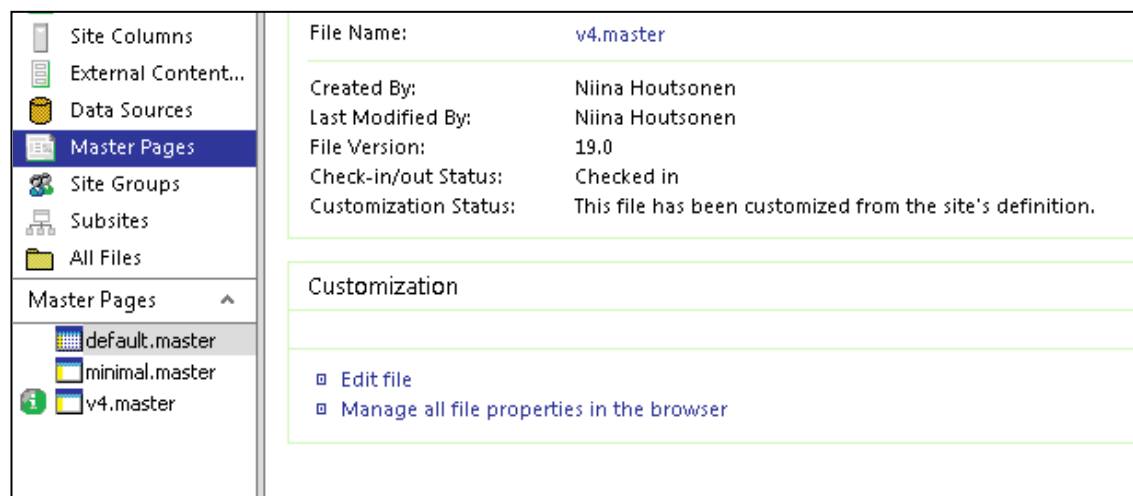 Site Columns
External Content...
Data Sources
Master Pages
Site Groups
Subsites
All Files
Master Pages
default.master
minimal.master
v4.master
File Name: v4.master
Created By: Niina Houtsonen
Last Modified By: Niina Houtsonen
File Version: 19.0
Check-in/out Status: Checked in
Customization Status: This file has been customized from the site's definition.
Customization
Edit file
Manage all file properties in the browser